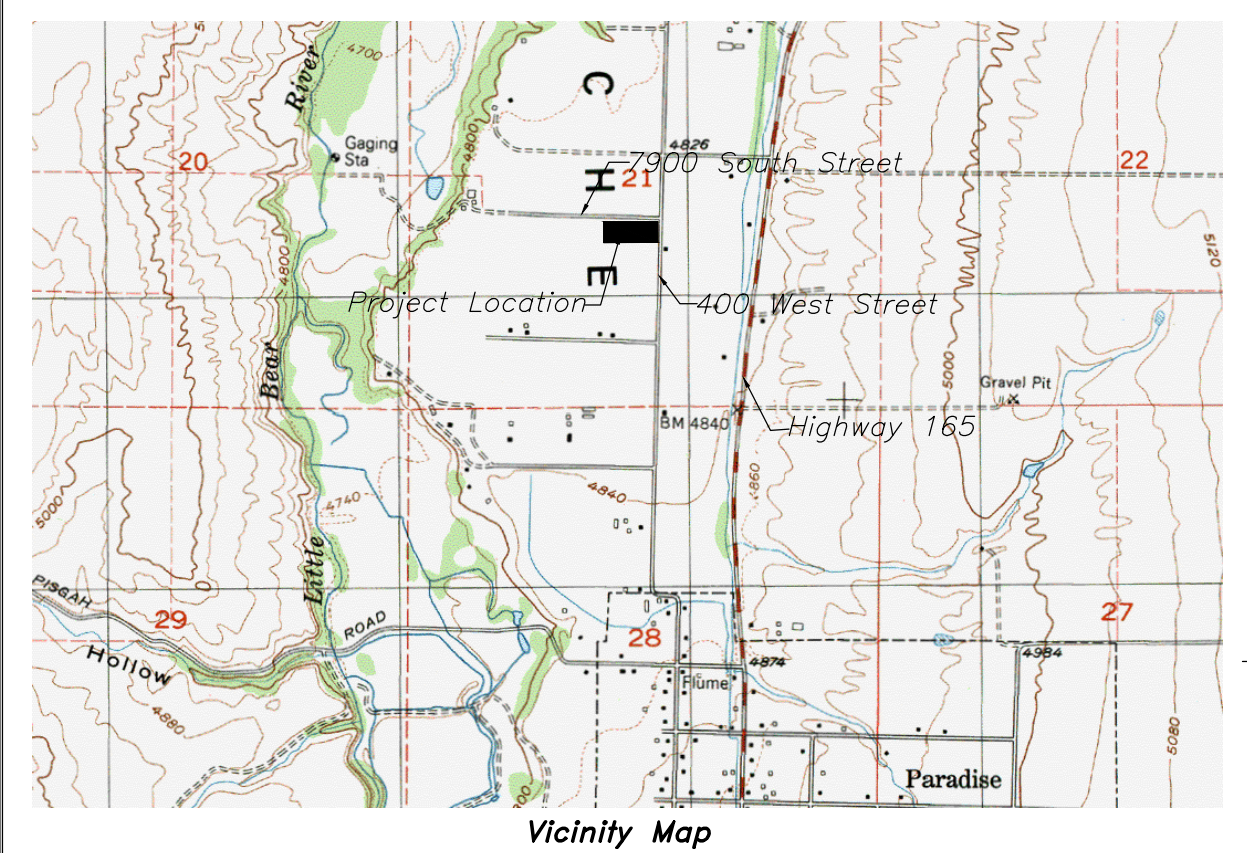 River
4700
C
Gaging
Sta
4800
4826
20
7900 South Street
H
21
22
4800
E
5120
Project Location
400 West Street
Bear
5000
Gravel Pit
BM 4840
Highway 165
4740
4840
4860
5000
Little
PISGAH
29
ROAD
28
27
Hollow
4874
4984
Flume
4880
5080
Paradise
Vicinity Map